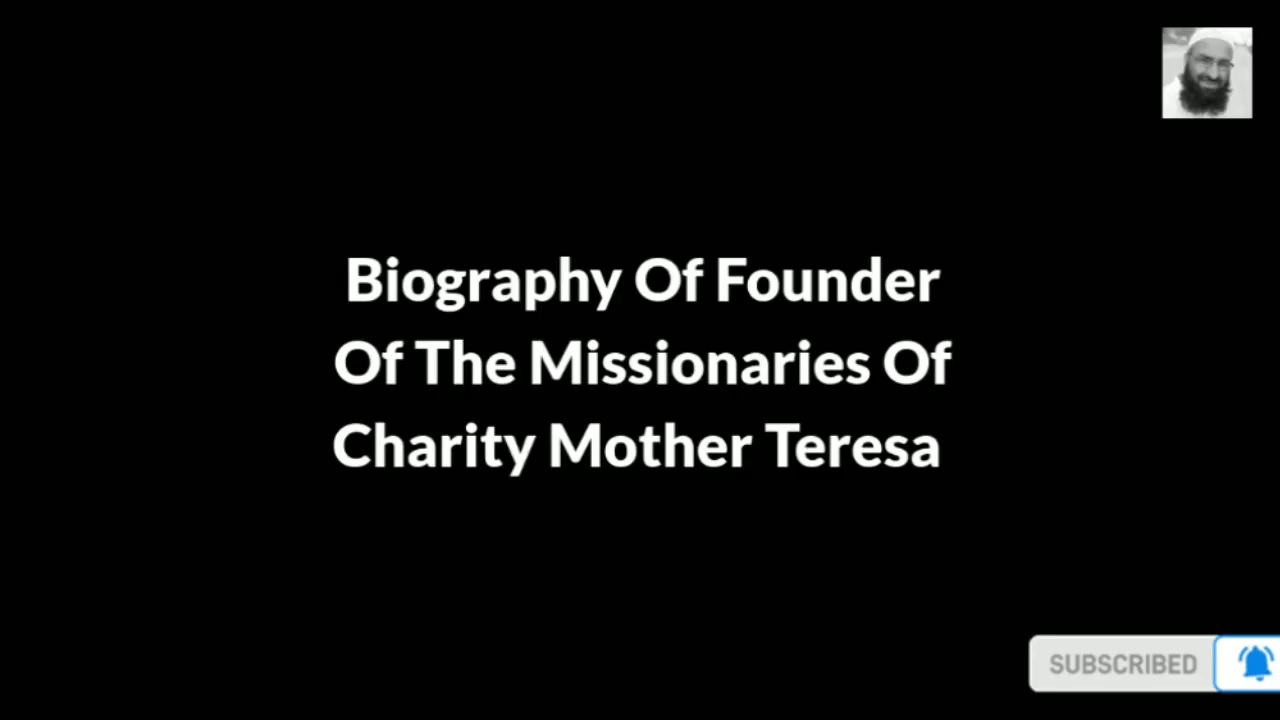 Biography Of Founder
Of The Missionaries Of
Charity Mother Teresa
SUBSCRIBED